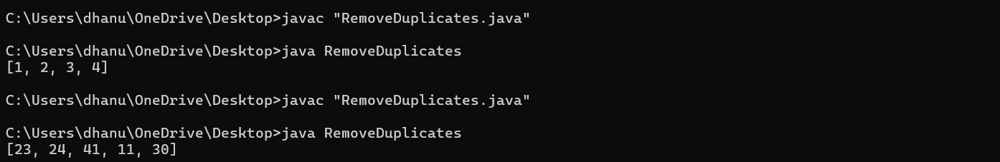 C:\Users\dhanu\OneDrive\Desktop>javac "RemoveDuplicates.java"
C:\Users\dhanu\OneDrive\Desktop>java RemoveDuplicates
[1, 2, 3, 4]
C:\Users\dhanu\OneDrive\Desktop>javac "RemoveDuplicates.java"
C:\Users\dhanu\OneDrive\Desktop>java RemoveDuplicates
[23, 24, 41, 11, 30]